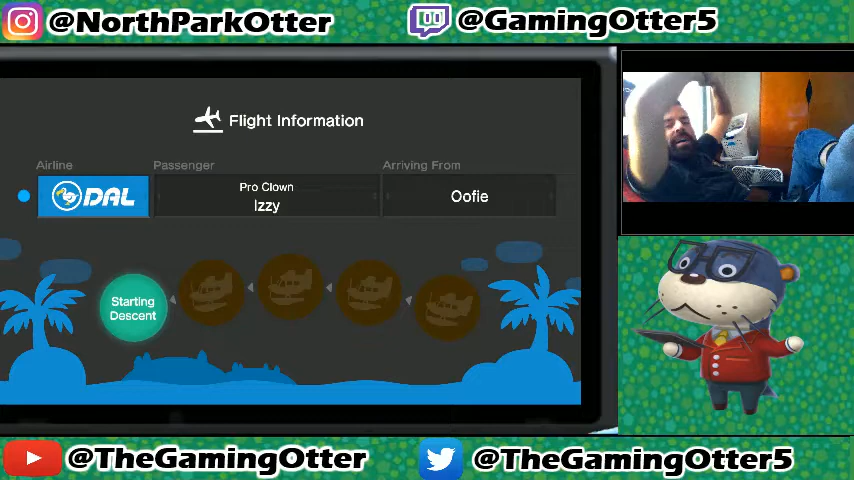 @NorthParkOtter
@GamingOtter5
Flight Information
Airline
Passenger
Arriving From
DAL
Pro Clown
Izzy
Oofie
Starting
Descent
@TheGamingOtter
@TheGamingOtter5